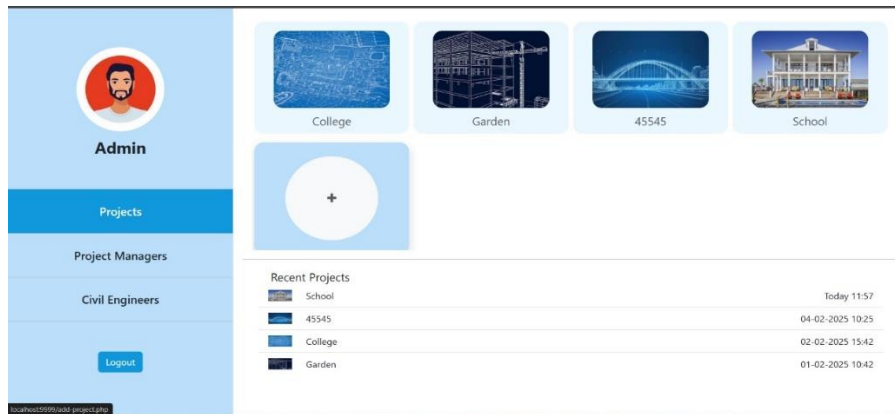 Admin
Projects
Project Managers
Civil Engineers
Logout
localhost:9999/add-project.php
College
Garden
45545
School
+
Recent Projects
School Today 11:57
45545 04-02-2025 10:25
College 02-02-2025 15:42
Garden 01-02-2025 10:42